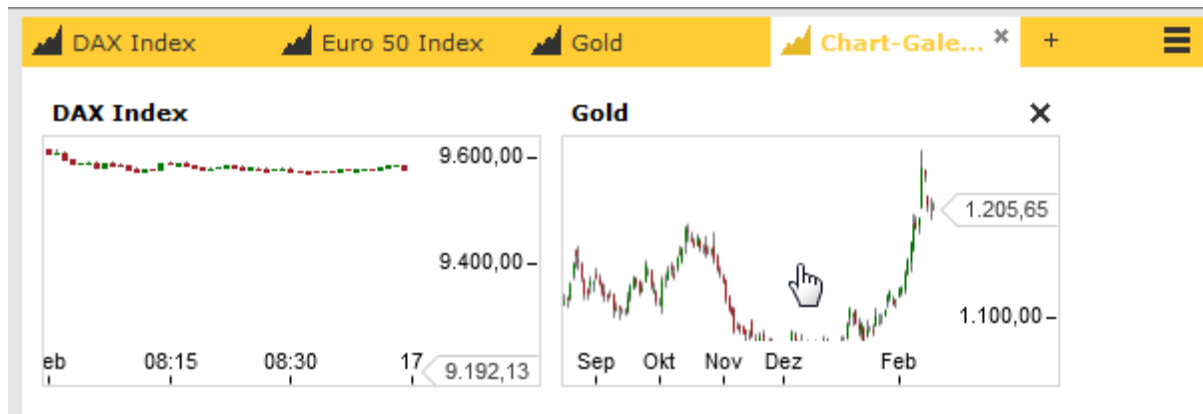 DAX Index Euro 50 Index Gold Chart-Gale... × +
DAX Index
9.600,00
9.400,00
9.192,13
eb 08:15 08:30 17
Gold
1.205,65
1.100,00
Sep Okt Nov Dez Feb